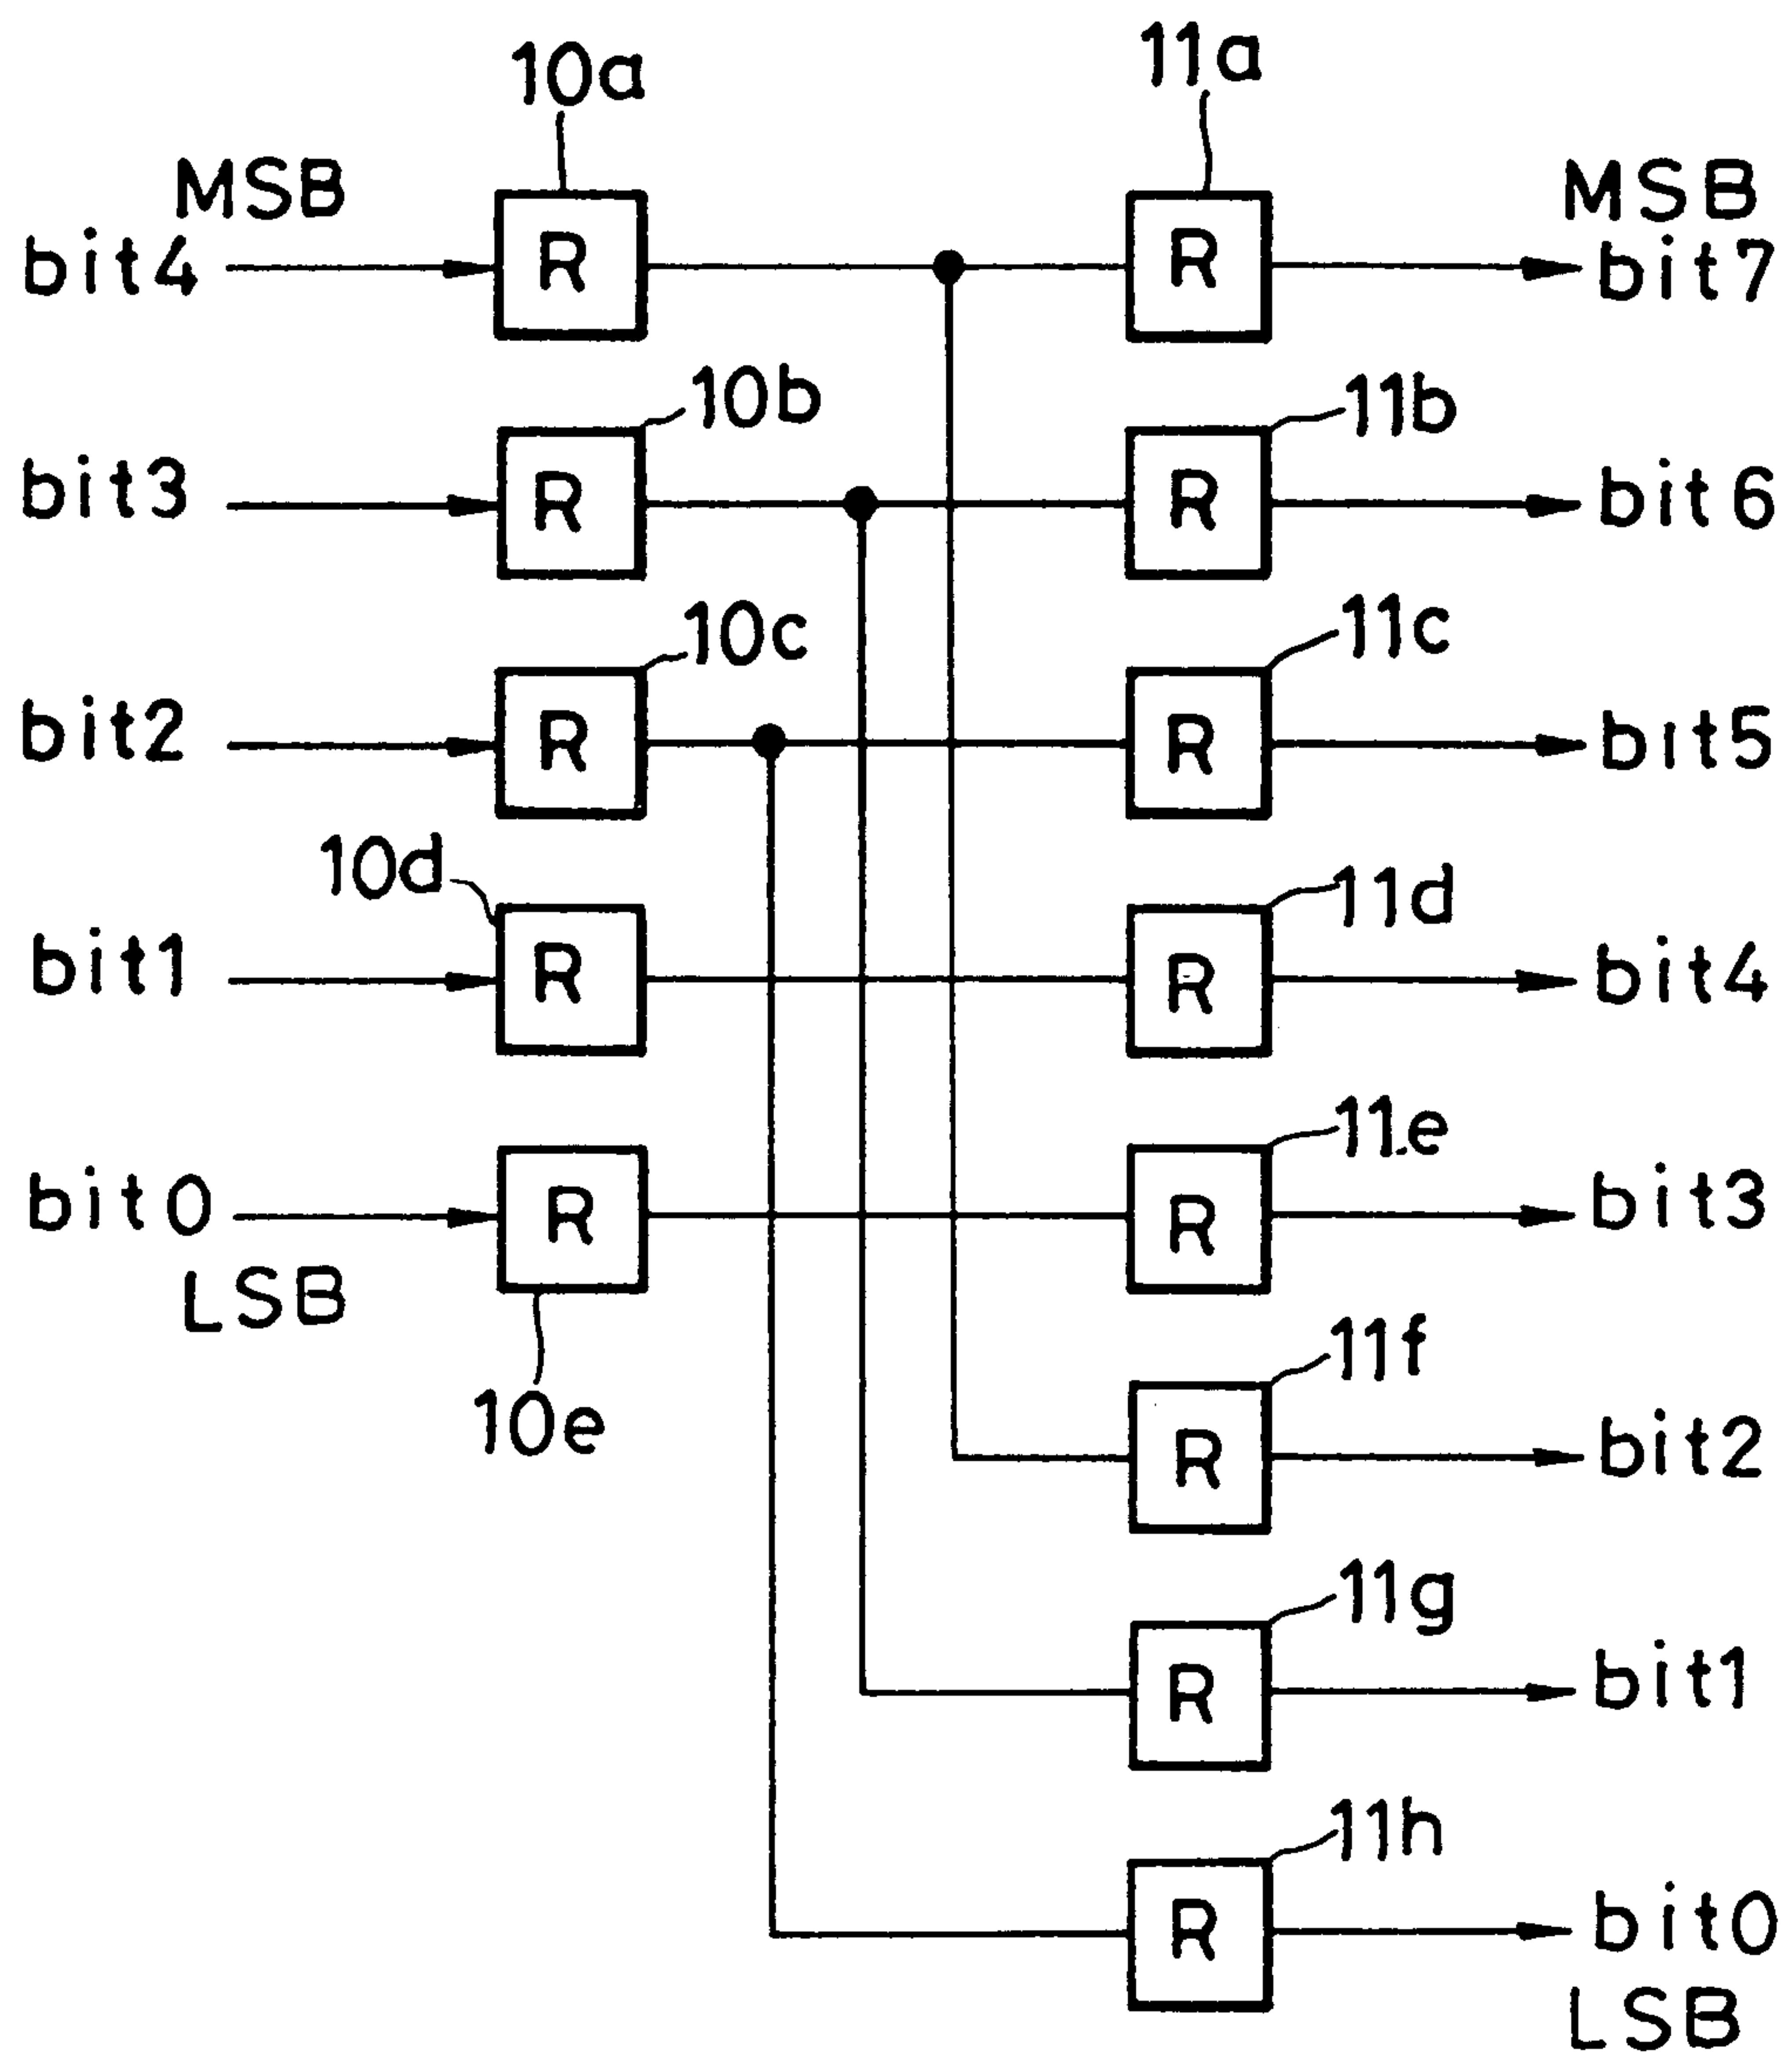 10a 11a
MSB MSB
bit4 R R bit7
10b 11b
bit3 R R bit6
10c 11c
bit2 R R bit5
10d 11d
bit1 R R bit4
11e
bit0 R R bit3
LSB
10e
11f
R bit2
11g
R bit1
11h
R bit0
LSB